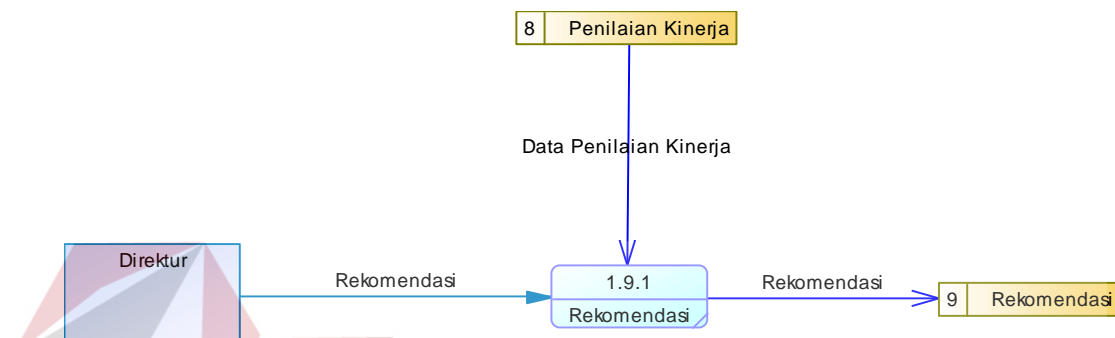 8 Penilaian Kinerja
Data Penilaian Kinerja
Direktur
Rekomendasi
1.9.1
Rekomendasi
Rekomendasi
9 Rekomendasi